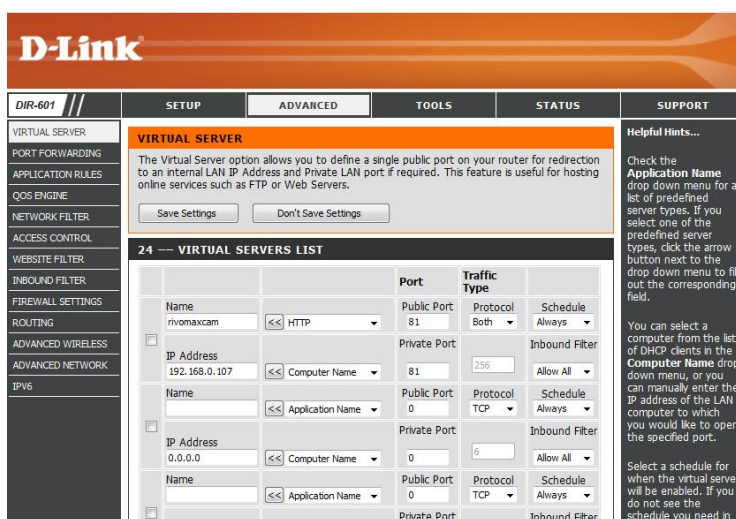 D-Link
DIR-601
SETUP
ADVANCED
TOOLS
STATUS
SUPPORT
VIRTUAL SERVER
PORT FORWARDING
APPLICATION RULES
QOS ENGINE
NETWORK FILTER
ACCESS CONTROL
WEBSITE FILTER
INBOUND FILTER
FIREWALL SETTINGS
ROUTING
ADVANCED WIRELESS
ADVANCED NETWORK
IPV6
VIRTUAL SERVER
The Virtual Server option allows you to define a single public port on your router for redirection
to an internal LAN IP Address and Private LAN port if required. This feature is useful for hosting
online services such as FTP or Web Servers.
Save Settings
Don't Save Settings
24 –– VIRTUAL SERVERS LIST
Port
Traffic
Type
Name
Public Port
Protocol
Schedule
rivomaxcam
<<
HTTP
81
Both
Always
Private Port
Inbound Filter
IP Address
256
192.168.0.107
<<
Computer Name
81
Allow All
Name
Public Port
Protocol
Schedule
<<
Application Name
0
TCP
Always
Private Port
Inbound Filter
IP Address
6
0.0.0.0
<<
Computer Name
0
Allow All
Name
Public Port
Protocol
Schedule
<<
Application Name
0
TCP
Always
Private Port
Inbound Filter
Helpful Hints...
Check the
Application Name
drop down menu for a
list of predefined
server types. If you
select one of the
predefined server
types, click the arrow
button next to the
drop down menu to fil
out the corresponding
field.
You can select a
computer from the list
of DHCP clients in the
Computer Name drop
down menu, or you
can manually enter the
IP address of the LAN
computer to which
you would like to open
the specified port.
Select a schedule for
when the virtual serve
will be enabled. If you
do not see the
schedule you need in